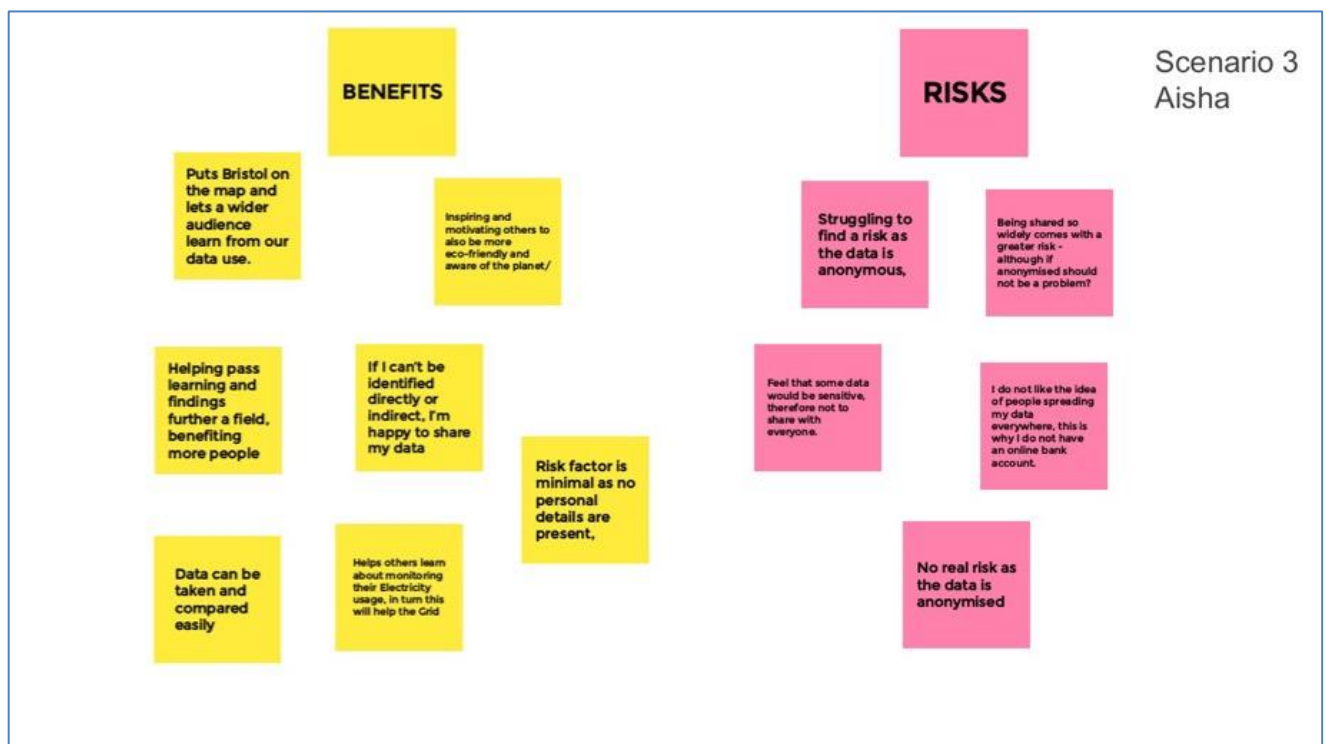 BENEFITS
Puts Bristol on
the map and
lets a wider
audience
learn from our
data use.
Inspiring and
motivating others to
also be more
eco-friendly and
aware of the planet/
Helping pass
learning and
findings
further a field,
benefiting
more people
If I can't be
identified
directly or
indirect, I'm
happy to share
my data
Risk factor is
minimal as no
personal
details are
present,
Data can be
taken and
compared
easily
Helps others learn
about monitoring
their Electricity
usage, in turn this
will help the Grid
RISKS
Struggling to
find a risk as
the data is
anonymous,
Being shared so
widely comes with a
greater risk -
although if
anonymised should
not be a problem?
Feel that some data
would be sensitive,
therefore not to
share with
everyone.
I do not like the idea
of people spreading
my data
everywhere, this is
why I do not have
an online bank
account.
No real risk as
the data is
anonymised
Scenario 3
Aisha